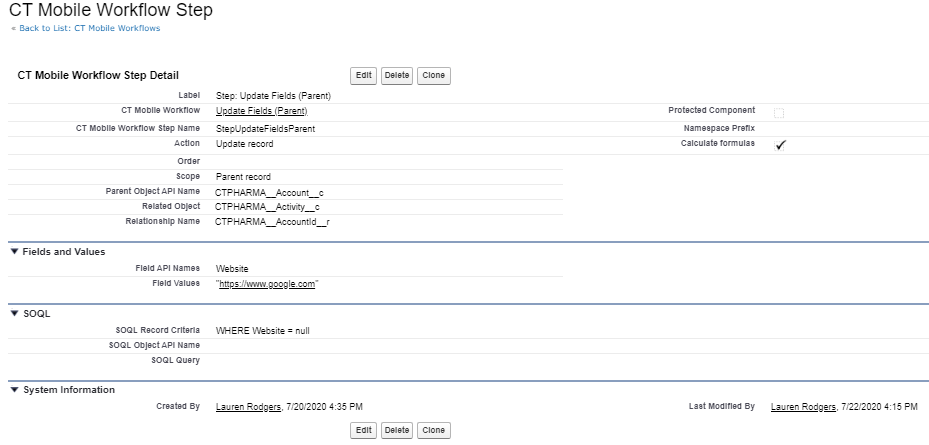 CT Mobile Workflow Step
« Back to List: CT Mobile Workflows
CT Mobile Workflow Step Detail
Edit Delete Clone
Label Step: Update Fields (Parent)
CT Mobile Workflow Update Fields (Parent) Protected Component
CT Mobile Workflow Step Name StepUpdateFieldsParent Namespace Prefix
Action Update record Calculate formulas ✓
Order
Scope Parent record
Parent Object API Name CTPHARMA__Account__c
Related Object CTPHARMA__Activity__c
Relationship Name CTPHARMA__AccountId__r
▼ Fields and Values
Field API Names Website
Field Values "https://www.google.com"
▼ SOQL
SOQL Record Criteria WHERE Website = null
SOQL Object API Name
SOQL Query
▼ System Information
Created By Lauren Rodgers, 7/20/2020 4:35 PM Last Modified By Lauren Rodgers, 7/22/2020 4:15 PM
Edit Delete Clone